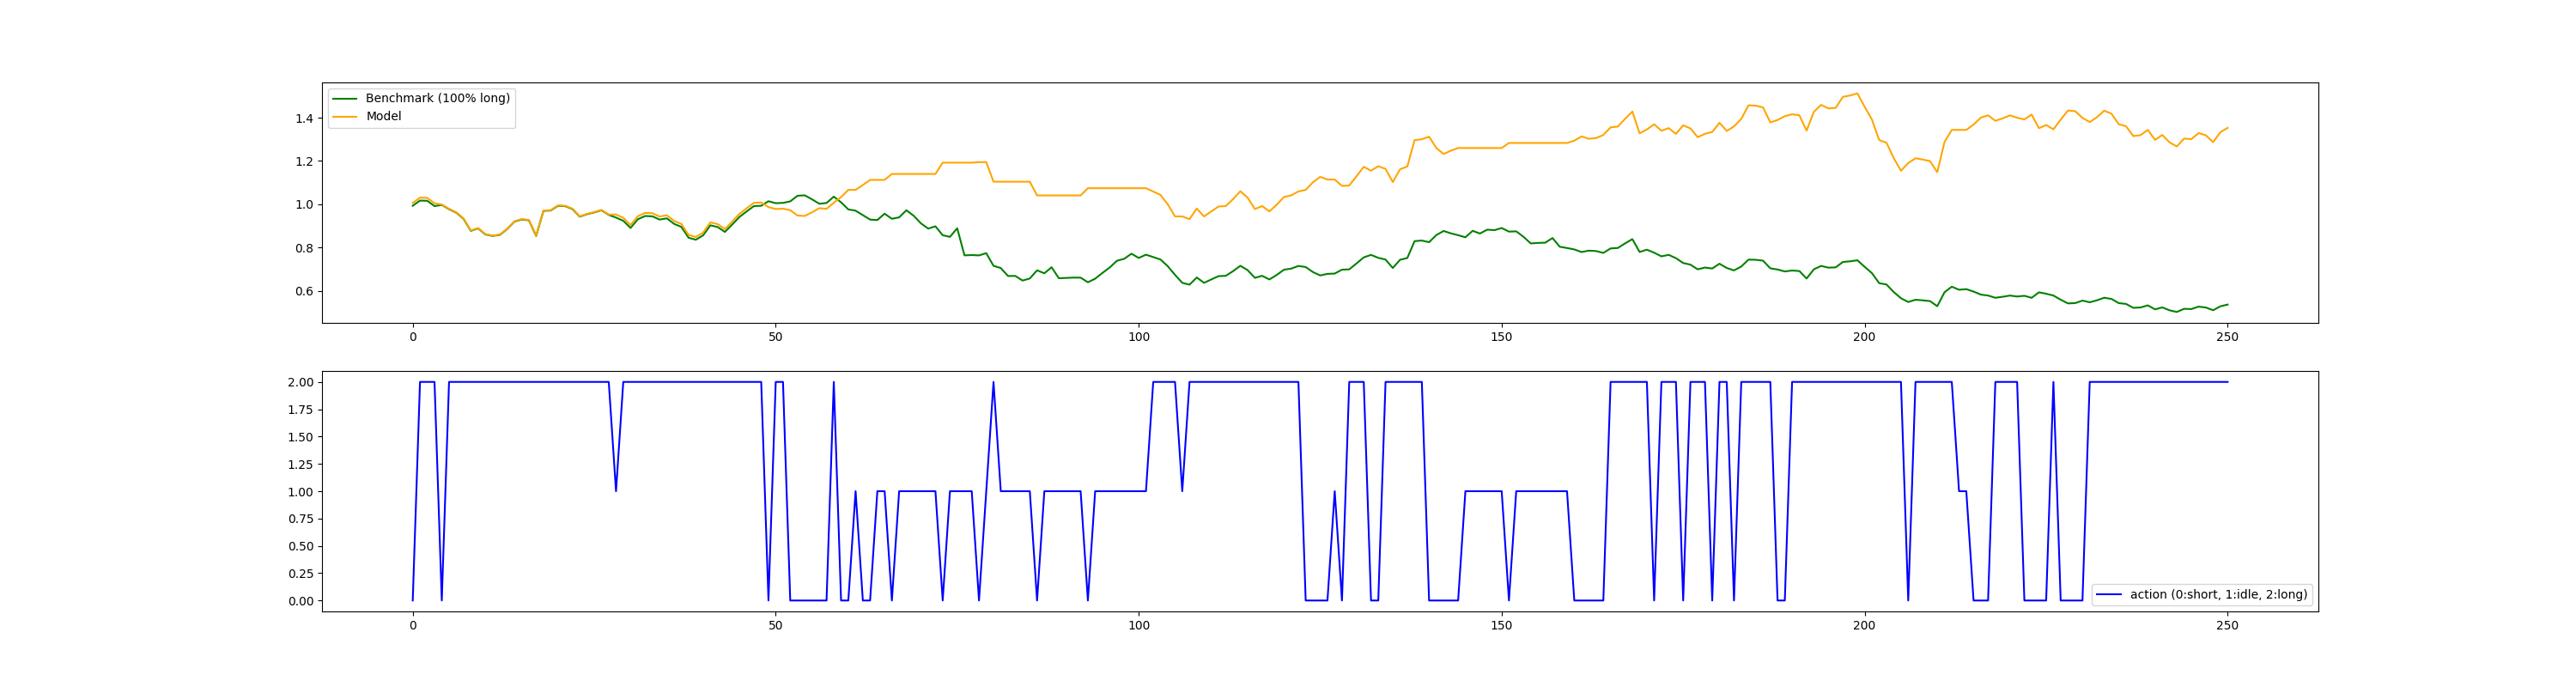 Benchmark (100% long)
Model
1.4
1.2
1.0
0.8
0.6
0 50 100 150 200 250
2.00
1.75
1.50
1.25
1.00
0.75
0.50
0.25
0.00
action (0:short, 1:idle, 2:long)
0 50 100 150 200 250